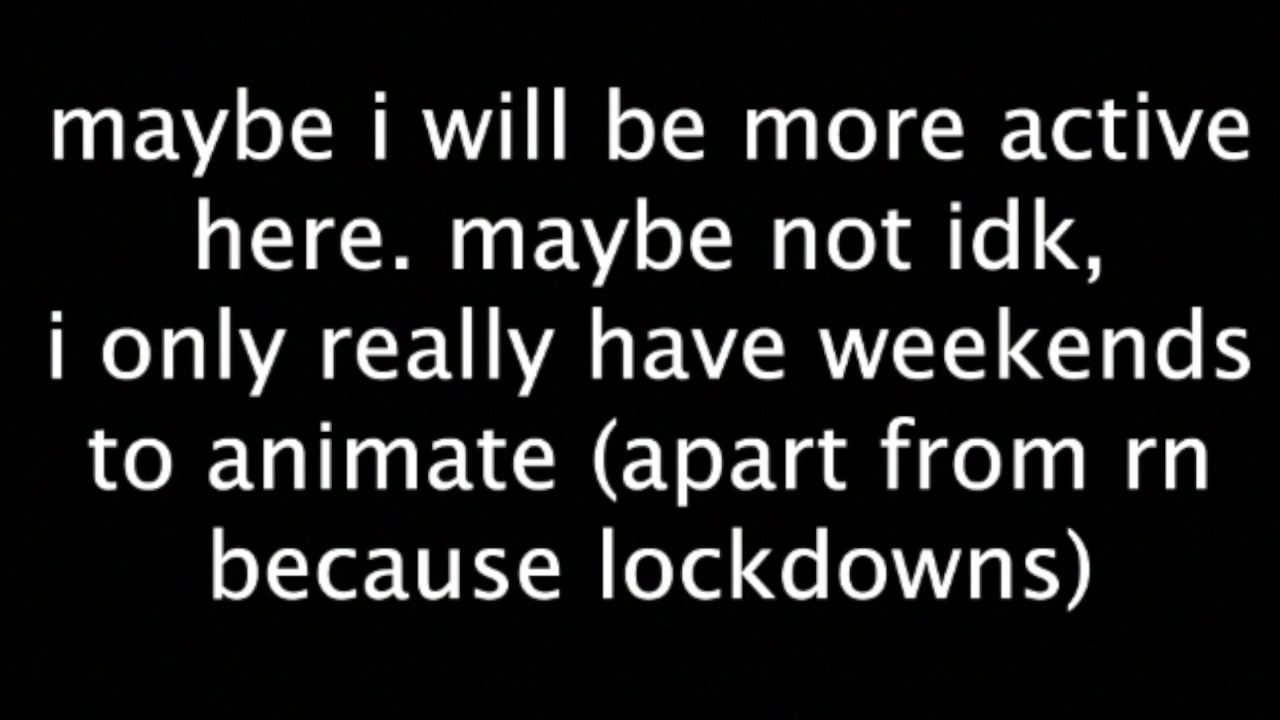 maybe i will be more active
here. maybe not idk,
i only really have weekends
to animate (apart from rn
because lockdowns)